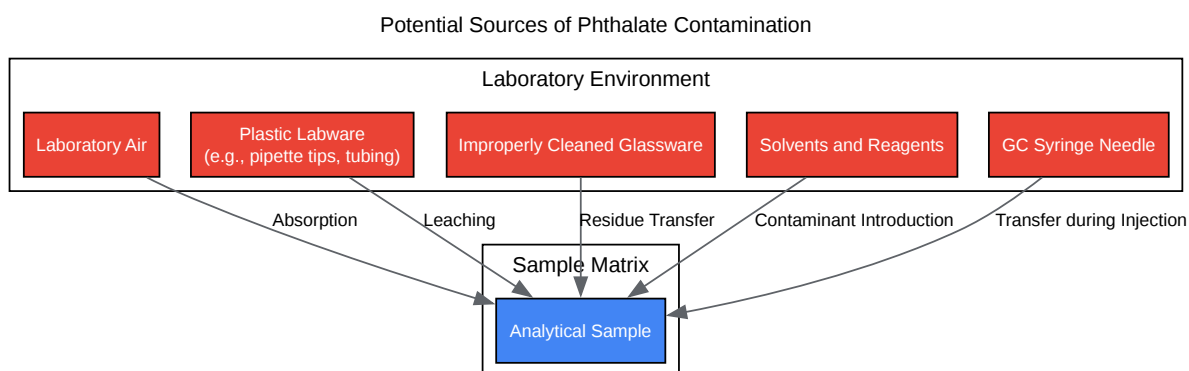 Potential Sources of Phthalate Contamination
Laboratory Environment
Laboratory Air
Plastic Labware
(e.g., pipette tips, tubing)
Improperly Cleaned Glassware
Solvents and Reagents
GC Syringe Needle
Absorption
Leaching
Residue Transfer
Contaminant Introduction
Transfer during Injection
Sample Matrix
Analytical Sample